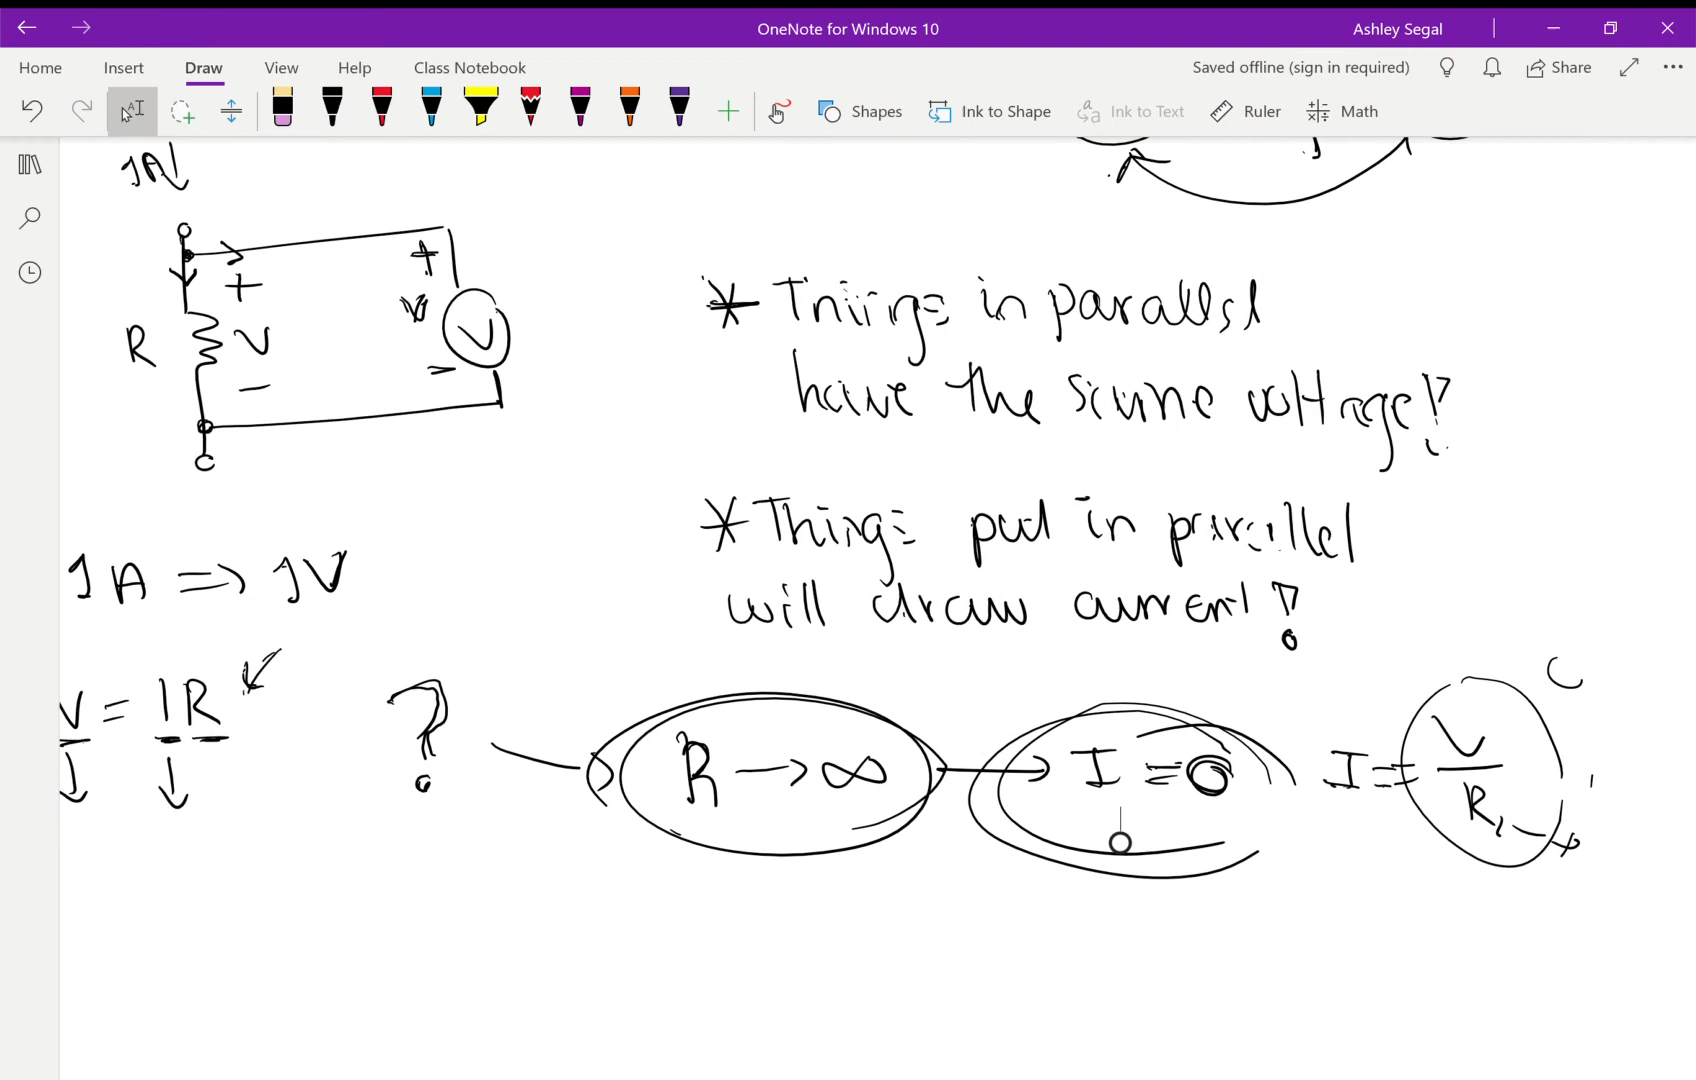 OneNote for Windows 10
Ashley Segal
Home Insert Draw View Help Class Notebook
Saved offline (sign in required) Share
Shapes Ink to Shape Ink to Text Ruler Math
1A
+ +
V
R V V
- -
* Things in parallel
have the same voltage!
* Things put in parallel
will draw current!
1A => 1V
V = IR ? R → ∞ I = 0 I = V
R